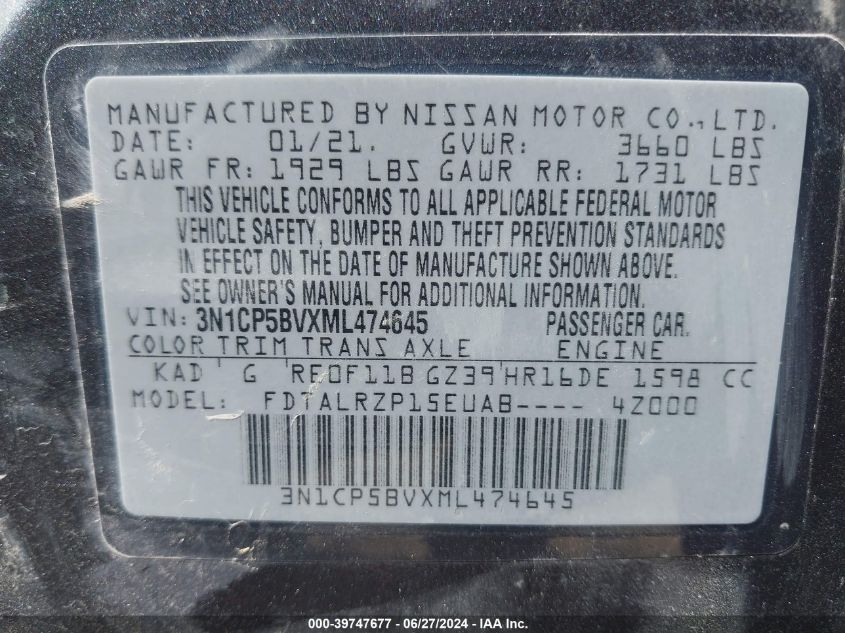 MANUFACTURED BY NISSAN MOTOR CO., LTD.
DATE: 01/21. GVWR: 3660 LBS
GAWR FR: 1929 LBS GAWR RR: 1731 LBS
THIS VEHICLE CONFORMS TO ALL APPLICABLE FEDERAL MOTOR
VEHICLE SAFETY, BUMPER AND THEFT PREVENTION STANDARDS
IN EFFECT ON THE DATE OF MANUFACTURE SHOWN ABOVE.
SEE OWNER'S MANUAL FOR ADDITIONAL INFORMATION.
VIN: 3N1CP5BVXML474645 PASSENGER CAR.
COLOR TRIM TRANS AXLE ENGINE
KAD G RE0F11B GZ39 HR16DE 1598 CC
MODEL: FDTALRZP15EUAB---- 4Z000
3N1CP5BVXML474645
000-39747677 - 06/27/2024 - IAA Inc.